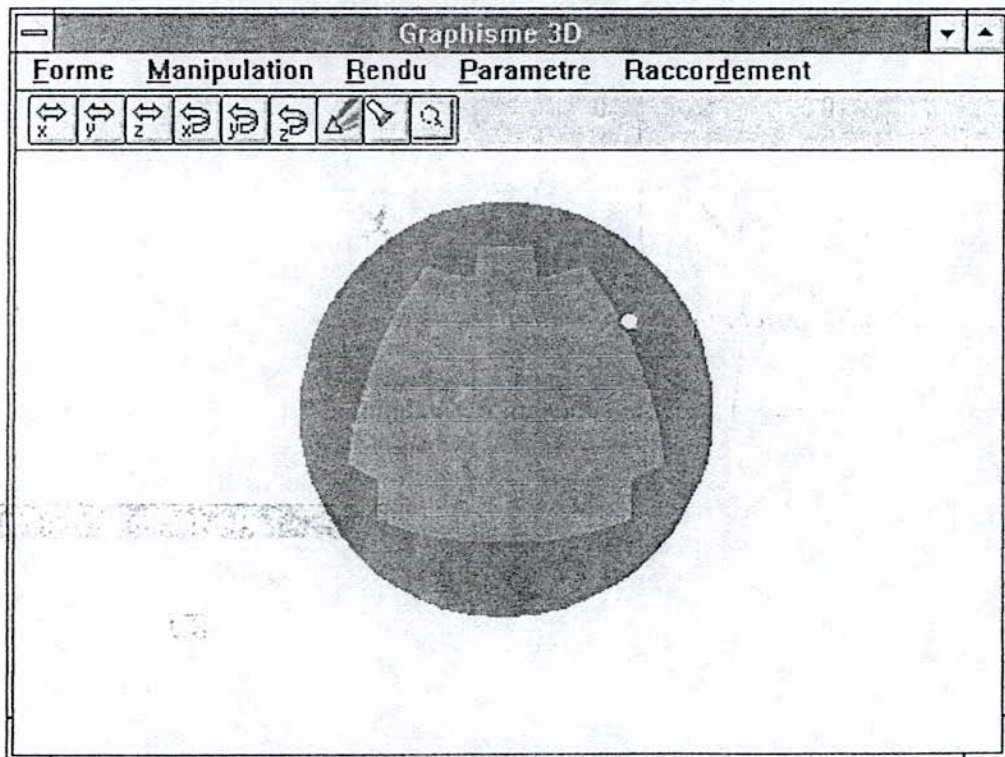 Graphisme 3D
Forme Manipulation Rendu Parametre Raccordement
x y z x y z